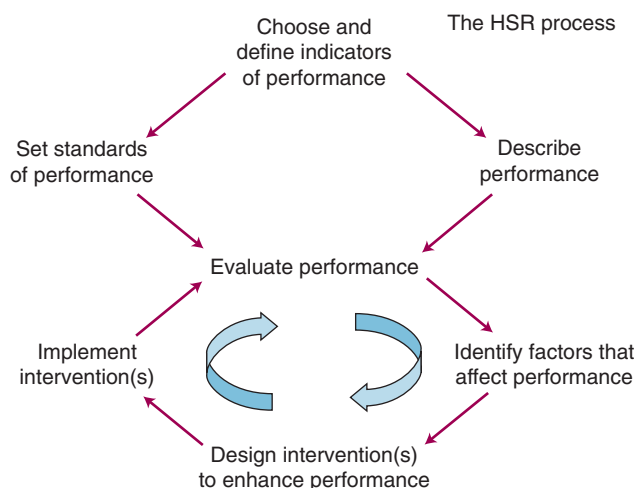 The HSR process
Choose and
define indicators
of performance
Set standards
of performance
Describe
performance
Evaluate performance
Implement
intervention(s)
Identify factors that
affect performance
Design intervention(s)
to enhance performance